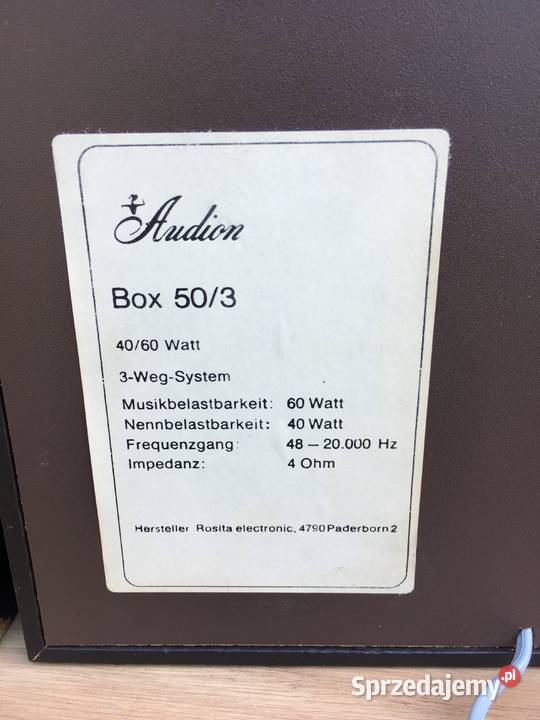 Audion
Box 50/3
40/60 Watt
3-Weg-System
Musikbelastbarkeit: 60 Watt
Nennbelastbarkeit: 40 Watt
Frequenzgang: 48 – 20.000 Hz
Impedanz: 4 Ohm
Hersteller Rosita electronic, 4790 Paderborn 2
Sprzedajemy.pl